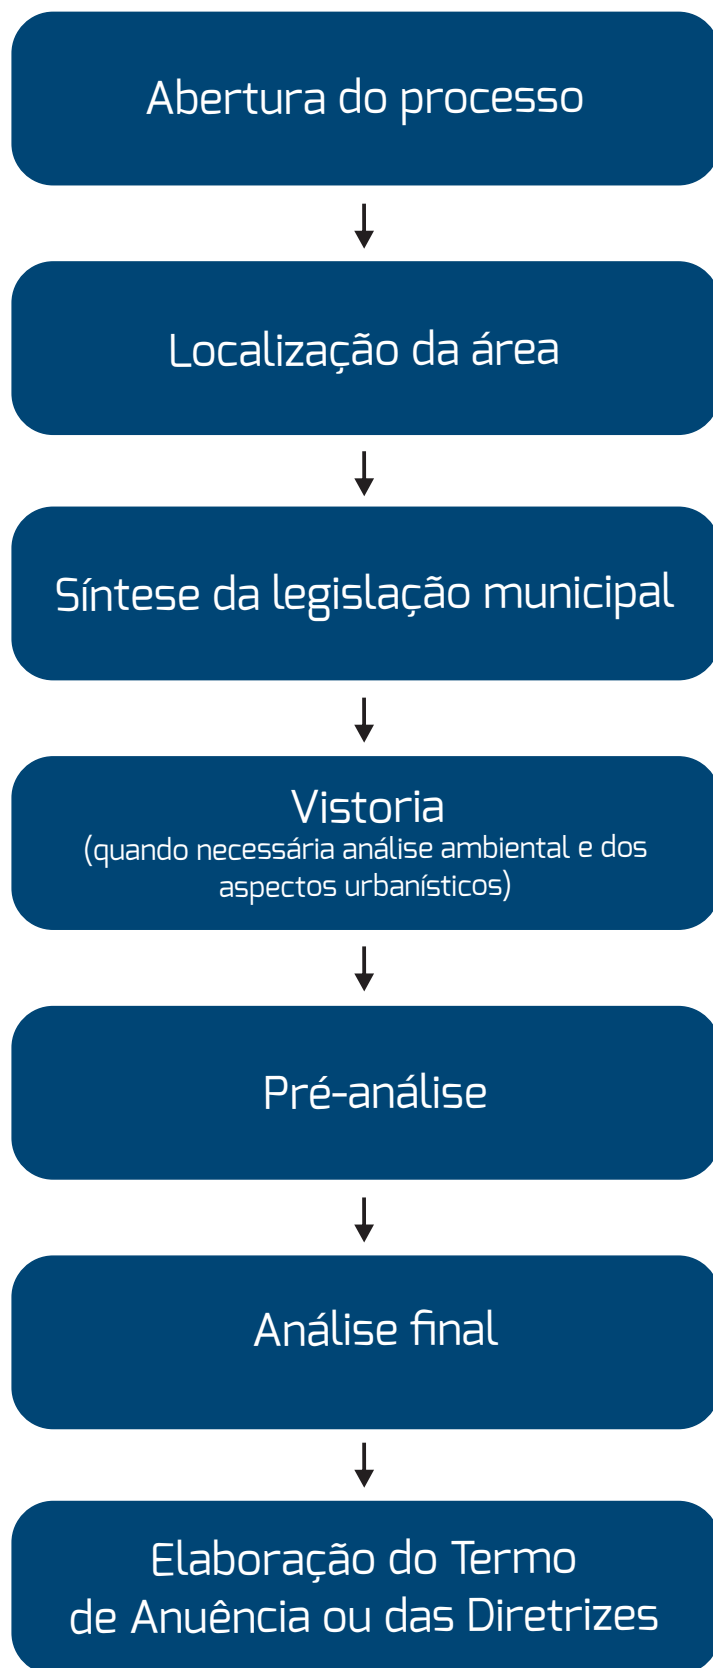 Abertura do processo
Localização da área
Síntese da legislação municipal
Vistoria
(quando necessária análise ambiental e dos
aspectos urbanísticos)
Pré-análise
Análise final
Elaboração do Termo
de Anuência ou das Diretrizes